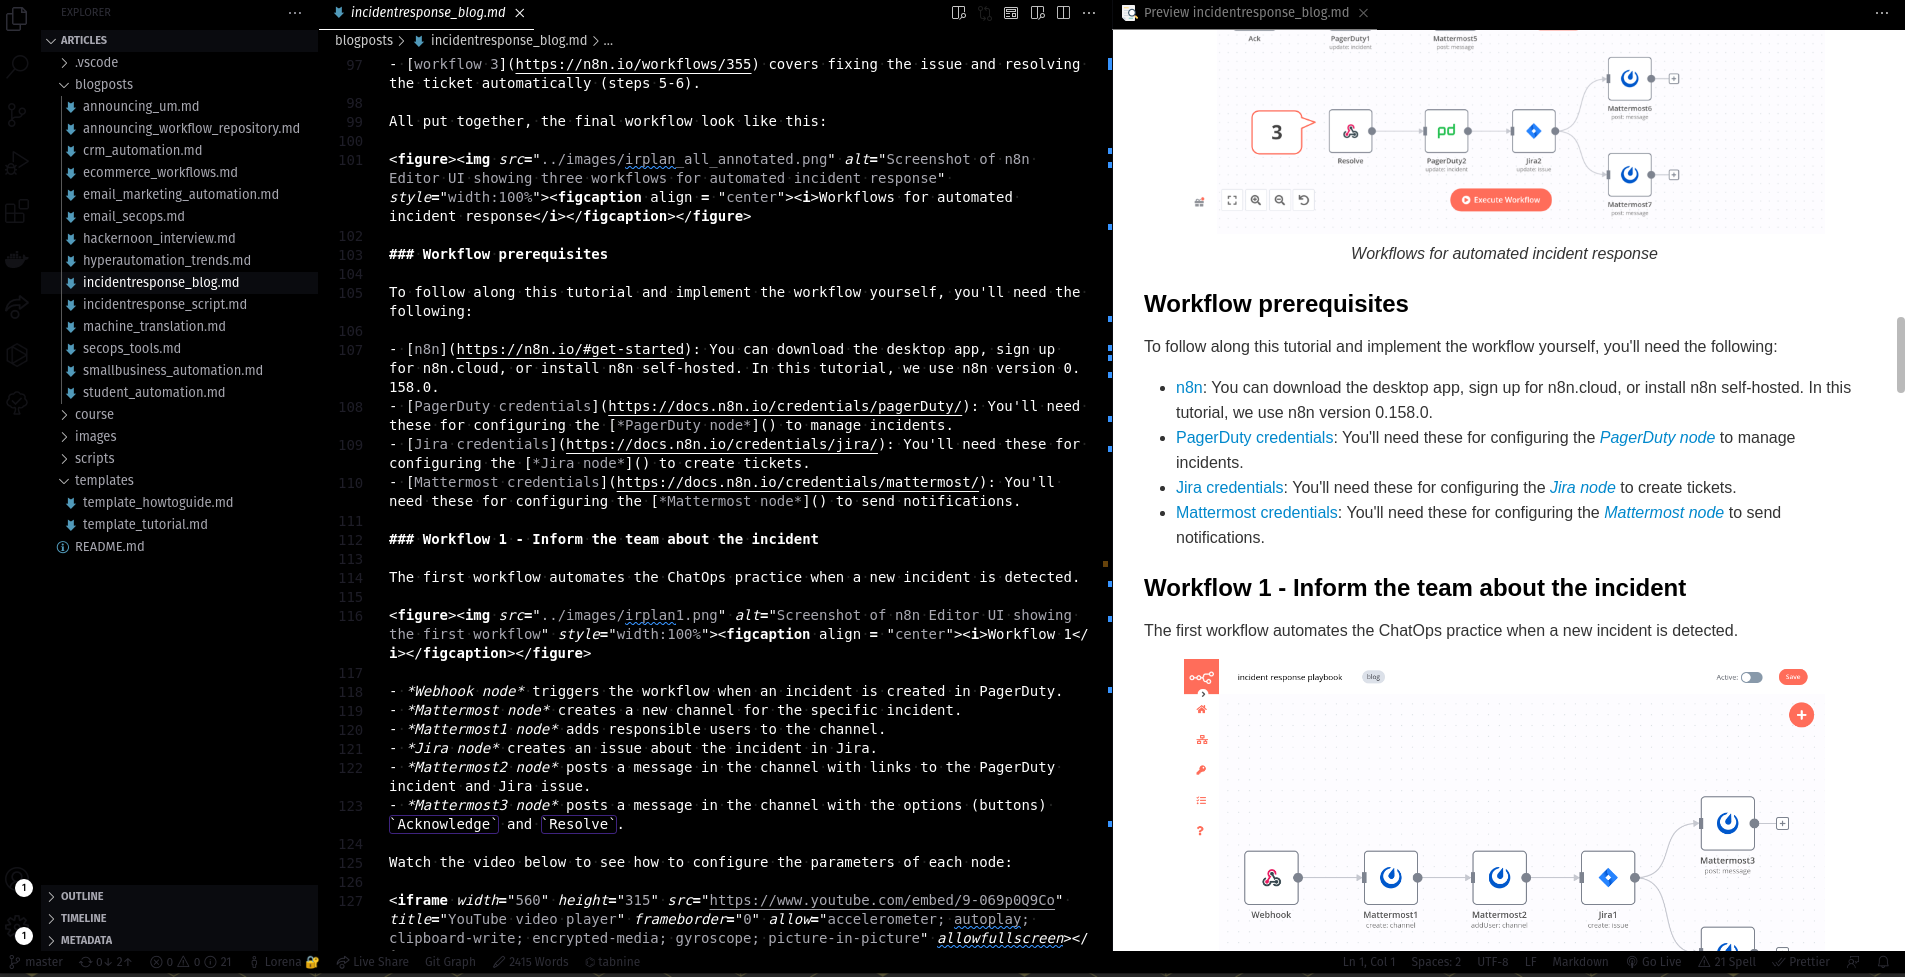 EXPLORER
ARTICLES
.vscode
blogposts
announcing_um.md
announcing_workflow_repository.md
crm_automation.md
ecommerce_workflows.md
email_marketing_automation.md
email_secops.md
hackernoon_interview.md
hyperautomation_trends.md
incidentresponse_blog.md
incidentresponse_script.md
machine_translation.md
secops_tools.md
smallbusiness_automation.md
student_automation.md
course
images
scripts
templates
template_howtoguide.md
template_tutorial.md
README.md
OUTLINE
TIMELINE
METADATA
1
1
incidentresponse_blog.md
blogposts > incidentresponse_blog.md > ...
97 - [workflow 3](https://n8n.io/workflows/355) covers fixing the issue and resolving
the ticket automatically (steps 5-6).
98
99 All put together, the final workflow look like this:
100
101 <figure><img src="../images/irplan_all_annotated.png" alt="Screenshot of n8n
Editor UI showing three workflows for automated incident response"
style="width:100%"><figcaption align = "center"><i>Workflows for automated
incident response</i></figcaption></figure>
102
103 ### Workflow prerequisites
104
105 To follow along this tutorial and implement the workflow yourself, you'll need the
following:
106
107 - [n8n](https://n8n.io/#get-started): You can download the desktop app, sign up
for n8n.cloud, or install n8n self-hosted. In this tutorial, we use n8n version 0.
158.0.
108 - [PagerDuty credentials](https://docs.n8n.io/credentials/pagerDuty/): You'll need
these for configuring the [*PagerDuty node*]() to manage incidents.
109 - [Jira credentials](https://docs.n8n.io/credentials/jira/): You'll need these for
configuring the [*Jira node*]() to create tickets.
110 - [Mattermost credentials](https://docs.n8n.io/credentials/mattermost/): You'll
need these for configuring the [*Mattermost node*]() to send notifications.
111
112 ### Workflow 1 - Inform the team about the incident
113
114 The first workflow automates the ChatOps practice when a new incident is detected.
115
116 <figure><img src="../images/irplan1.png" alt="Screenshot of n8n Editor UI showing
the first workflow" style="width:100%"><figcaption align = "center"><i>Workflow 1</
i></figcaption></figure>
117
118 - *Webhook node* triggers the workflow when an incident is created in PagerDuty.
119 - *Mattermost node* creates a new channel for the specific incident.
120 - *Mattermost1 node* adds responsible users to the channel.
121 - *Jira node* creates an issue about the incident in Jira.
122 - *Mattermost2 node* posts a message in the channel with links to the PagerDuty
incident and Jira issue.
123 - *Mattermost3 node* posts a message in the channel with the options (buttons)
`Acknowledge` and `Resolve`.
124
125 Watch the video below to see how to configure the parameters of each node:
126
127 <iframe width="560" height="315" src="https://www.youtube.com/embed/9-069p0Q9Co"
title="YouTube video player" frameborder="0" allow="accelerometer; autoplay;
clipboard-write; encrypted-media; gyroscope; picture-in-picture" allowfullscreen></
Preview incidentresponse_blog.md
Ack
PagerDuty1
update: incident
Mattermost5
post: message
Mattermost6
post: message
3
pd
Resolve
PagerDuty2
update: incident
Jira2
update: issue
Execute Workflow
Mattermost7
post: message
Workflows for automated incident response
Workflow prerequisites
To follow along this tutorial and implement the workflow yourself, you'll need the following:
• n8n: You can download the desktop app, sign up for n8n.cloud, or install n8n self-hosted. In this
tutorial, we use n8n version 0.158.0.
• PagerDuty credentials: You'll need these for configuring the PagerDuty node to manage
incidents.
• Jira credentials: You'll need these for configuring the Jira node to create tickets.
• Mattermost credentials: You'll need these for configuring the Mattermost node to send
notifications.
Workflow 1 - Inform the team about the incident
The first workflow automates the ChatOps practice when a new incident is detected.
incident response playbook blog Active: Save
Mattermost3
post: message
Webhook
Mattermost1
create: channel
Mattermost2
addUser: channel
Jira1
create: issue
master 0↓ 2↑ 0 0 21 Lorena Live Share Git Graph 2415 Words tabnine Ln 1, Col 1 Spaces: 2 UTF-8 LF Markdown Go Live 21 Spell Prettier